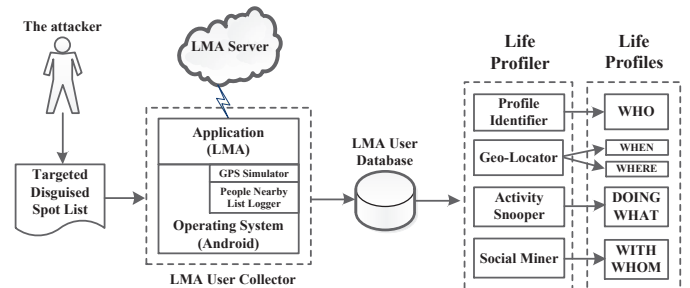 The attacker
LMA Server
Targeted
Disguised
Spot List
Application
(LMA)
GPS Simulator
People Nearby
List Logger
Operating System
(Android)
LMA User Collector
LMA User
Database
Life
Profiler
Profile
Identifier
Geo-Locator
Activity
Snooper
Social Miner
Life
Profiles
WHO
WHEN
WHERE
DOING
WHAT
WITH
WHOM